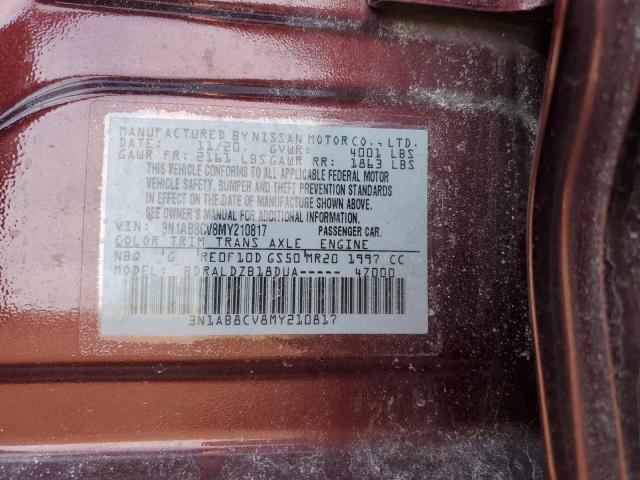 MANUFACTURED BY NISSAN MOTOR CO., LTD.
DATE: 11/20 GVWR: 4001 LBS
GAWR FR: 2161 LBS GAWR RR: 1863 LBS
THIS VEHICLE CONFORMS TO ALL APPLICABLE FEDERAL MOTOR
VEHICLE SAFETY, BUMPER AND THEFT PREVENTION STANDARDS
IN EFFECT ON THE DATE OF MANUFACTURE SHOWN ABOVE.
SEE OWNER'S MANUAL FOR ADDITIONAL INFORMATION.
VIN: 3N1AB8CV8MY210817 PASSENGER CAR.
COLOR TRIM TRANS AXLE ENGINE
NBQ G RE0F10D GS50 MR20 1997 CC
MODEL: BDRALDZB18DUA----- 47000
3N1AB8CV8MY210817